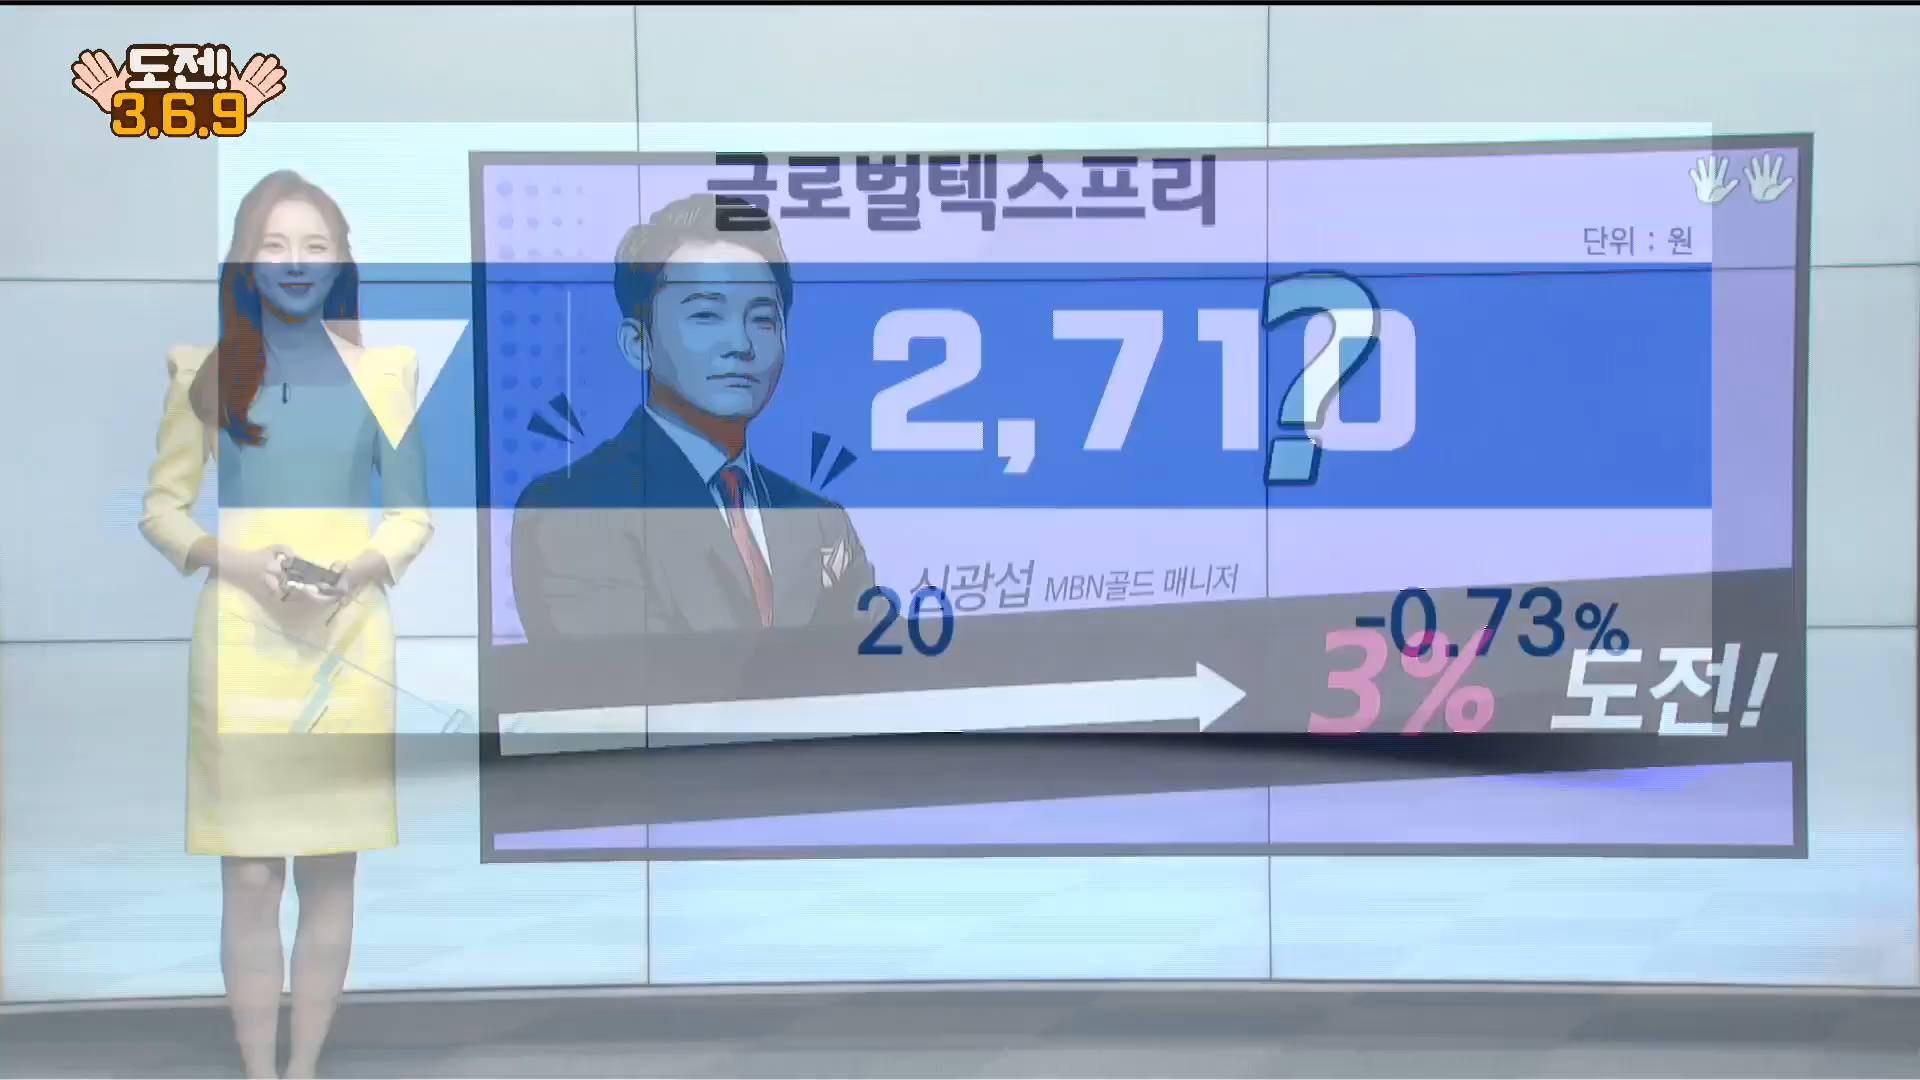 도젠!
3.6.9
글로벌텍스프리
단위 : 원
2,710
?
신광섭 MBN골드 매니저
20
-0.73%
3% 도전!